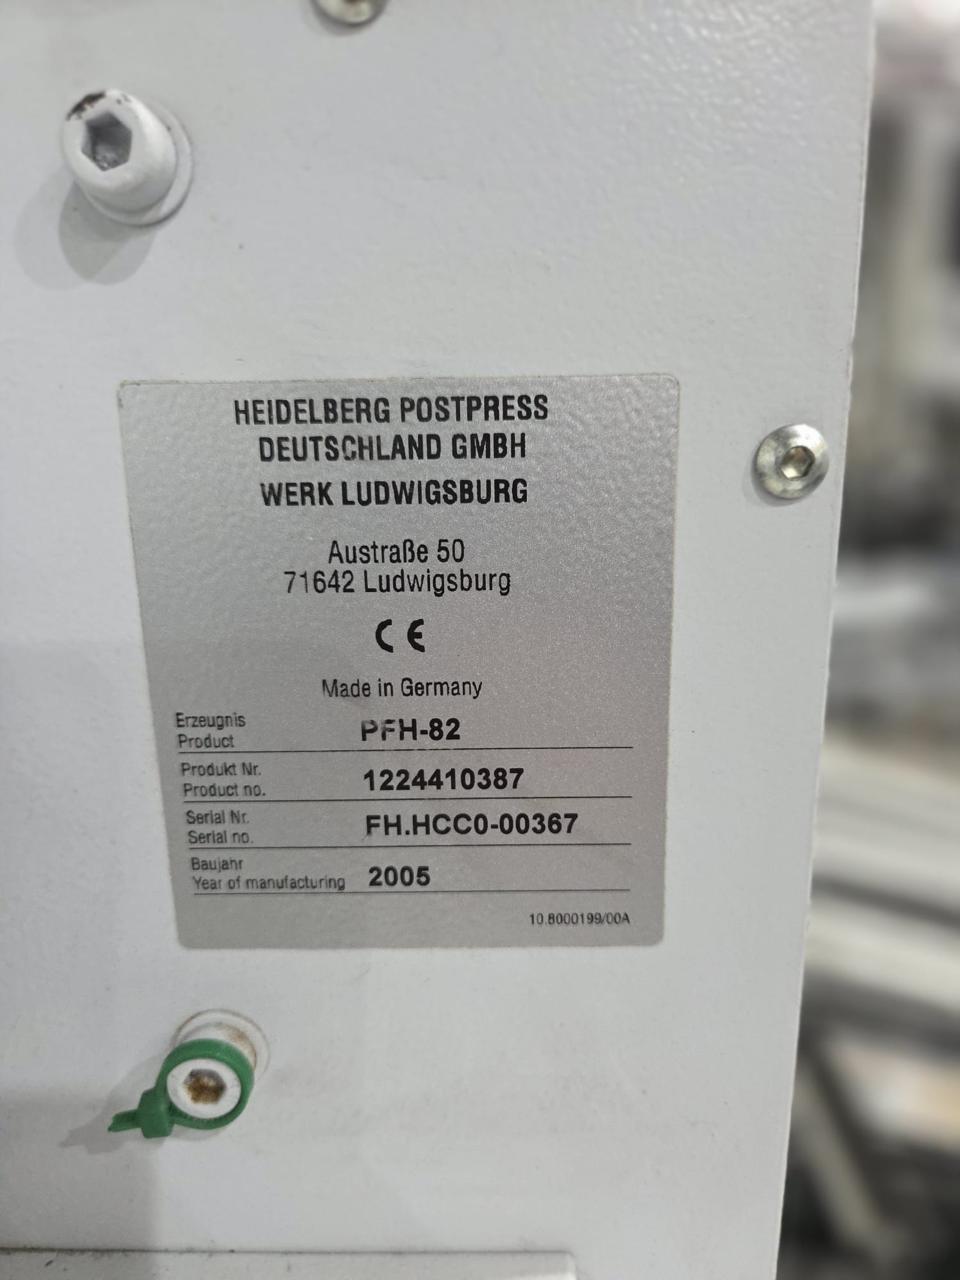 HEIDELBERG POSTPRESS
DEUTSCHLAND GMBH
WERK LUDWIGSBURG
Austraße 50
71642 Ludwigsburg
CE
Made in Germany
Erzeugnis
Product PFH-82
Produkt Nr.
Product no. 1224410387
Serial Nr.
Serial no. FH.HCC0-00367
Baujahr
Year of manufacturing 2005
10.8000199/00A